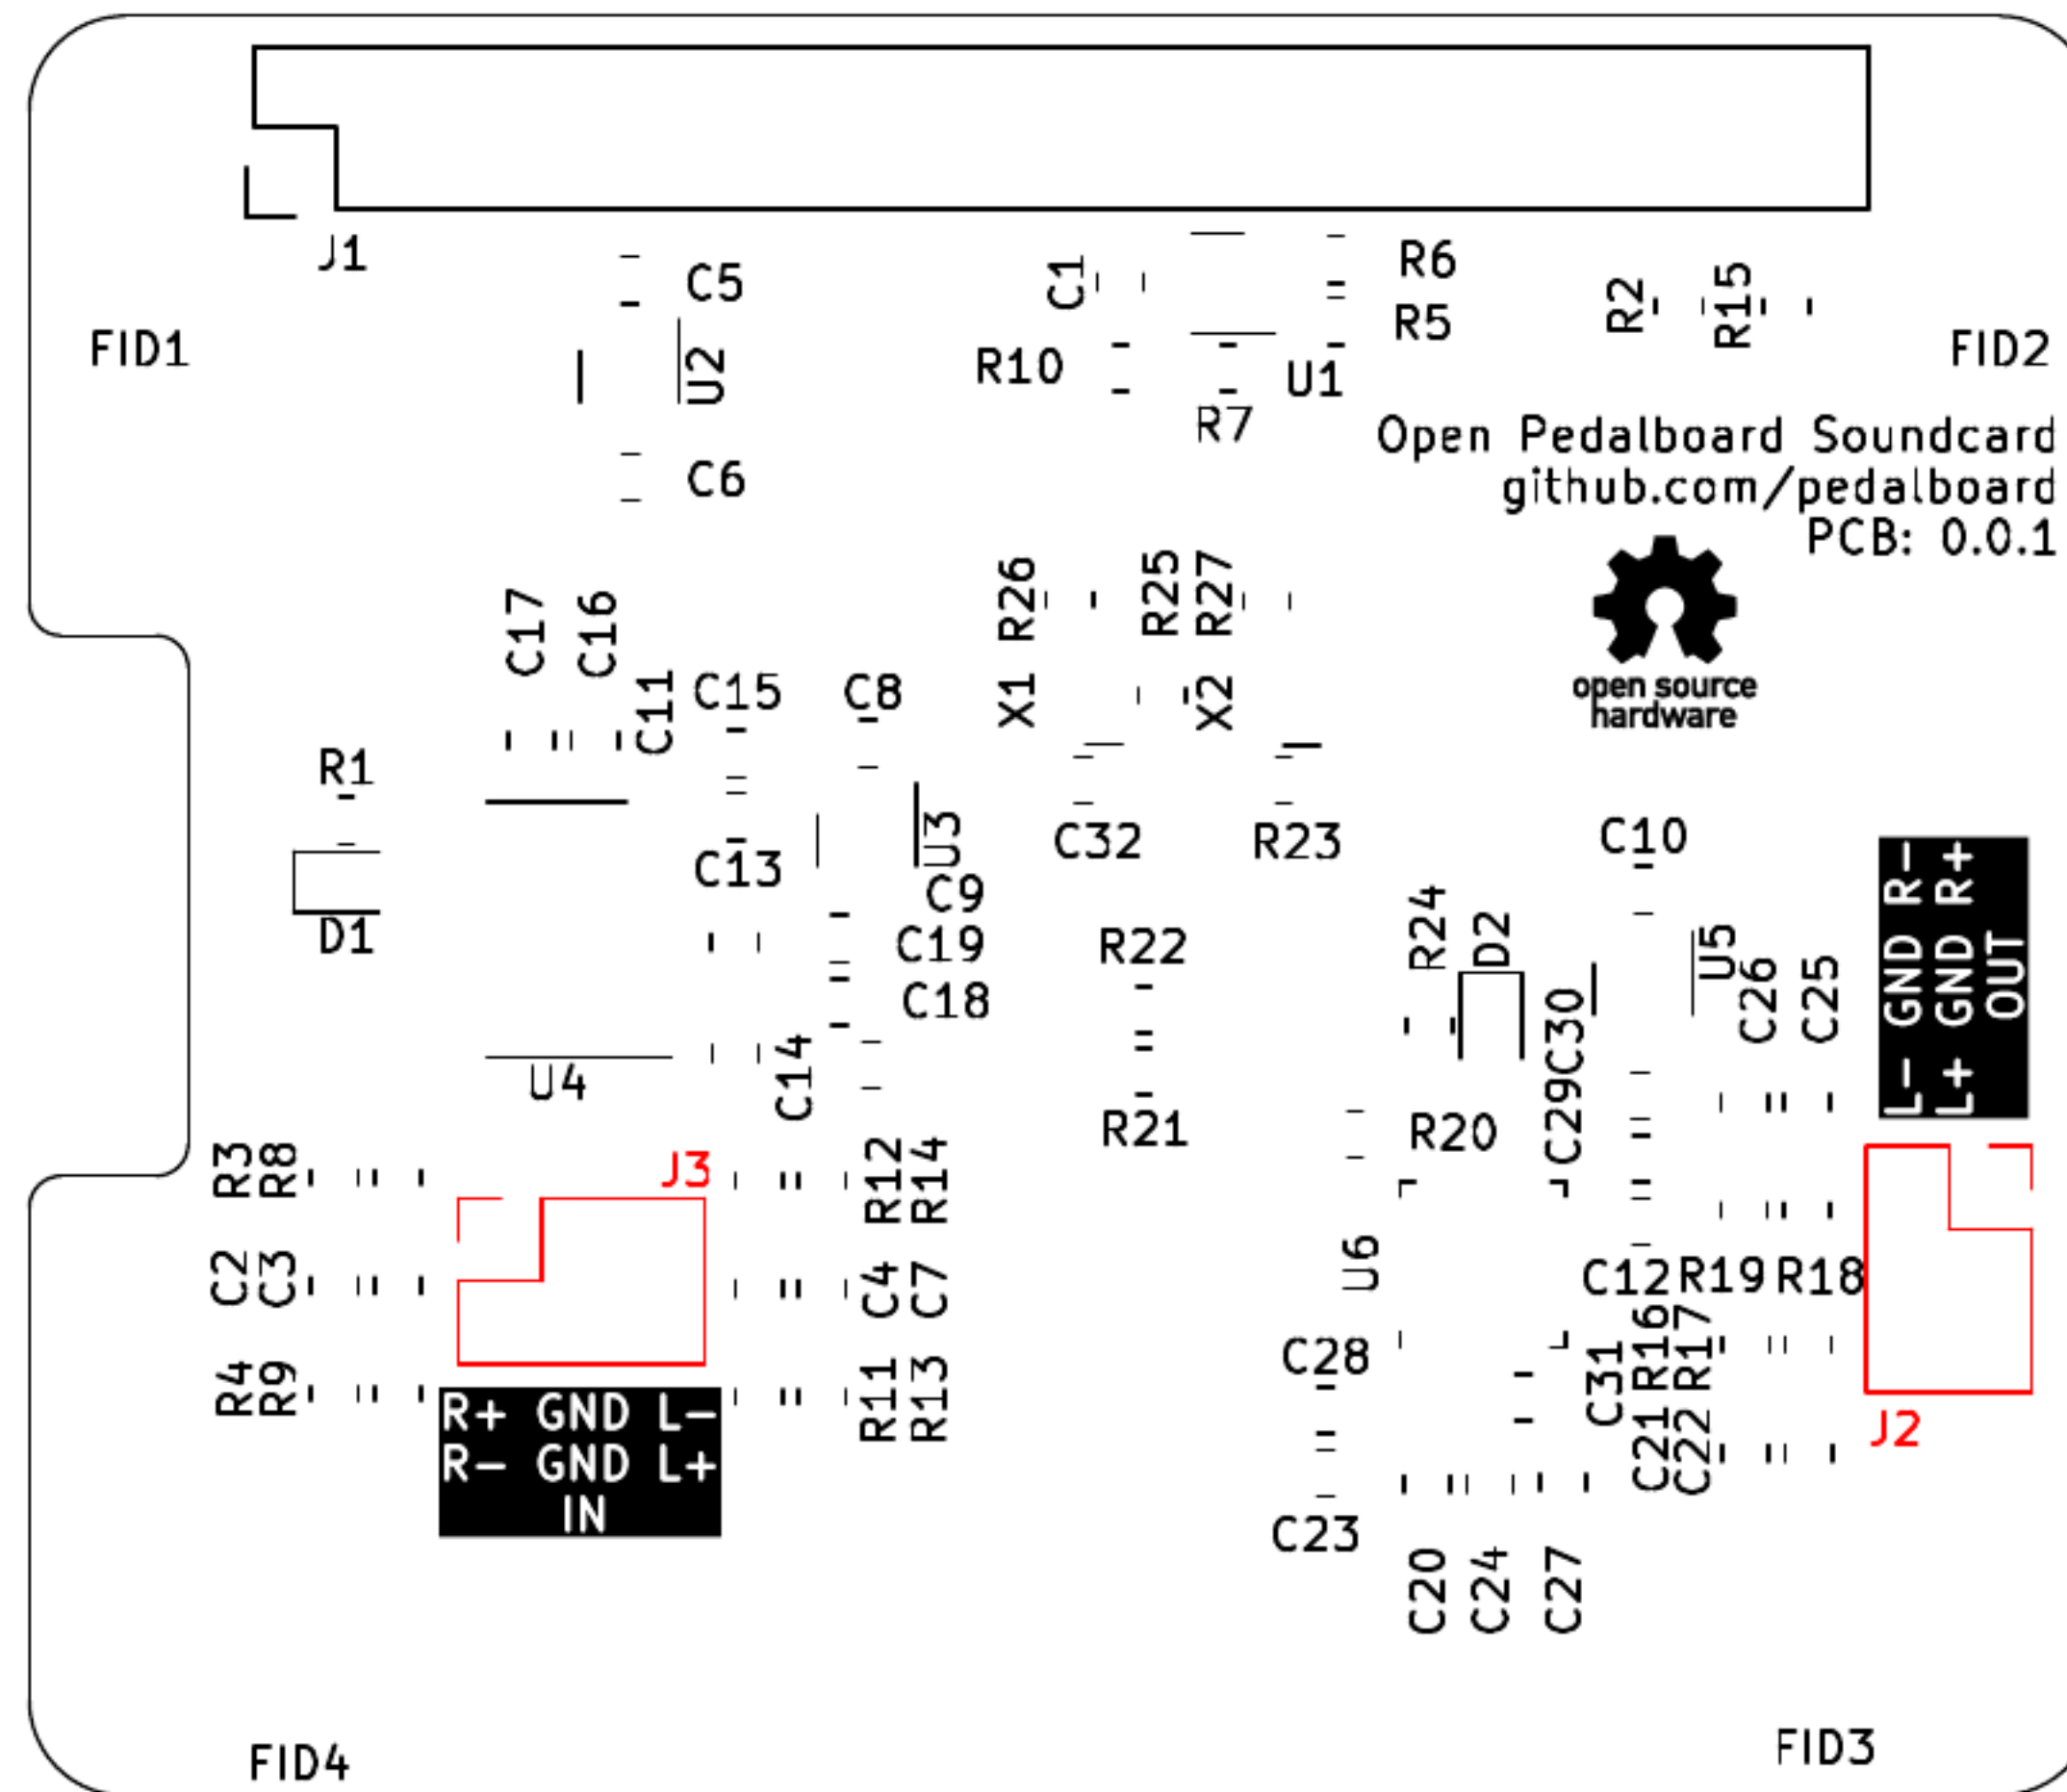 J1
C5
C1
R6
R2
R15
FID1
U2
R10
R5
U1
FID2
R7
Open Pedalboard Soundcard
C6
github.com/pedalboard
PCB: 0.0.1
C17
C16
R26
R25
R27
C11
C15
C8
X1
X2
open source
hardware
R1
C13
U3
C32
R23
C10
D1
C9
C19
R22
R24
D2
U5
C26
C25
L- GND R-
L+ GND R+
OUT
C18
C30
U4
C14
R21
R20
C29
R3
R8
J3
R12
R14
C2
C3
C4
C7
U6
C12
R19
R18
R4
R9
R11
R13
C28
C31
R16
R17
C21
C22
J2
R+ GND L-
R- GND L+
IN
C23
C20
C24
C27
FID4
FID3